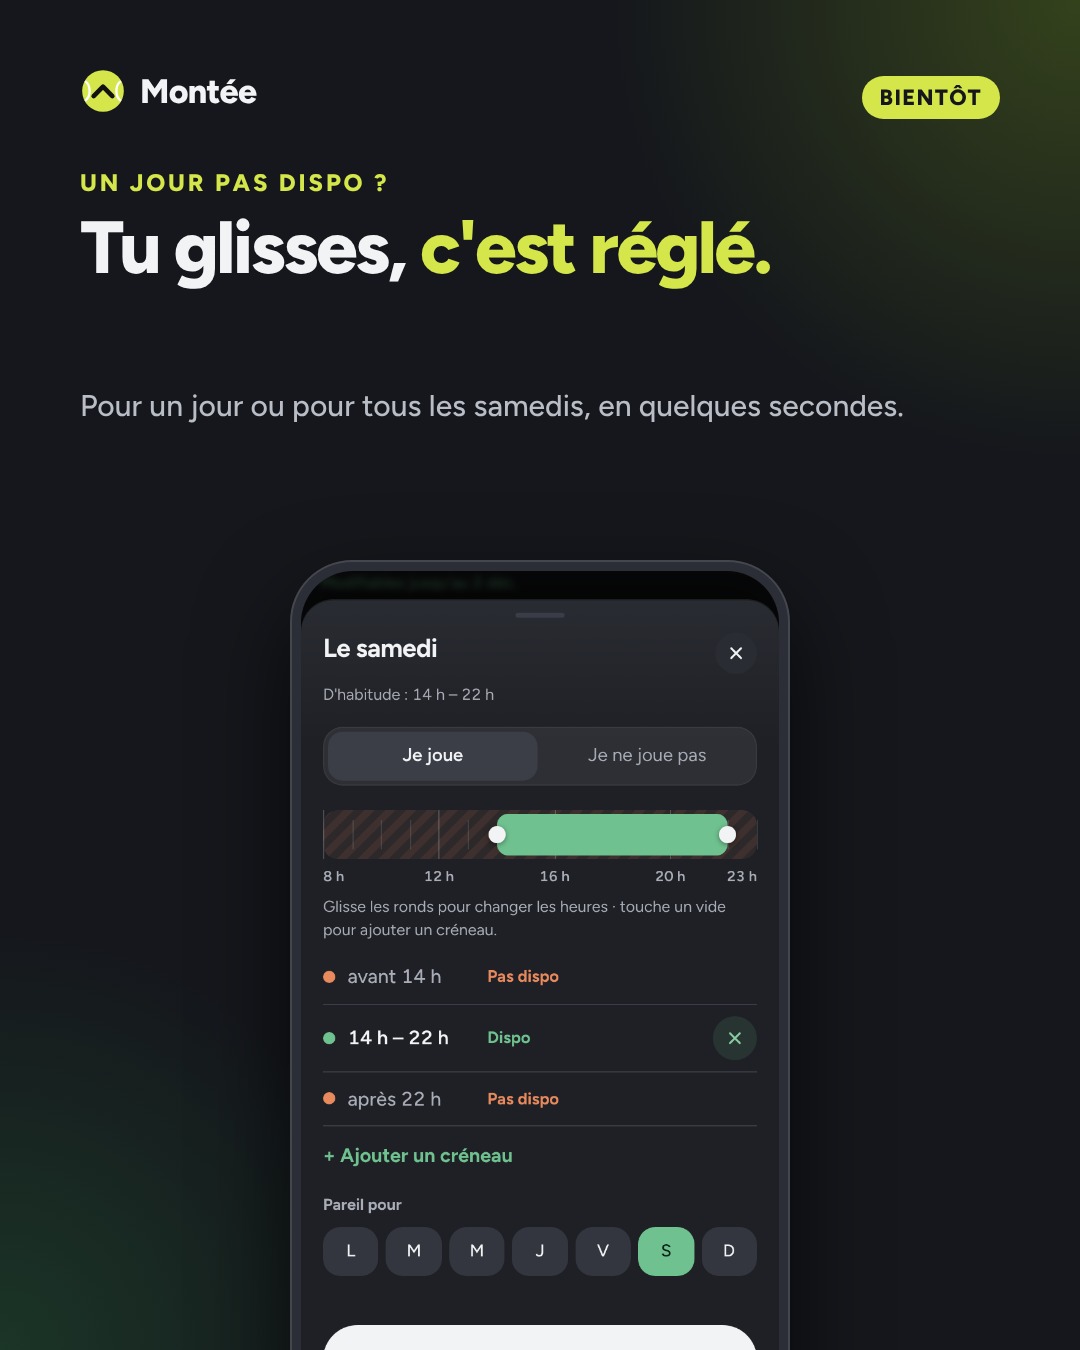 Montée
BIENTÔT
UN JOUR PAS DISPO ?
Tu glisses, c'est réglé.
Pour un jour ou pour tous les samedis, en quelques secondes.
Le samedi
D'habitude : 14 h – 22 h
Je joue
Je ne joue pas
8 h 12 h 16 h 20 h 23 h
Glisse les ronds pour changer les heures · touche un vide
pour ajouter un créneau.
avant 14 h Pas dispo
14 h – 22 h Dispo
après 22 h Pas dispo
+ Ajouter un créneau
Pareil pour
L M M J V S D